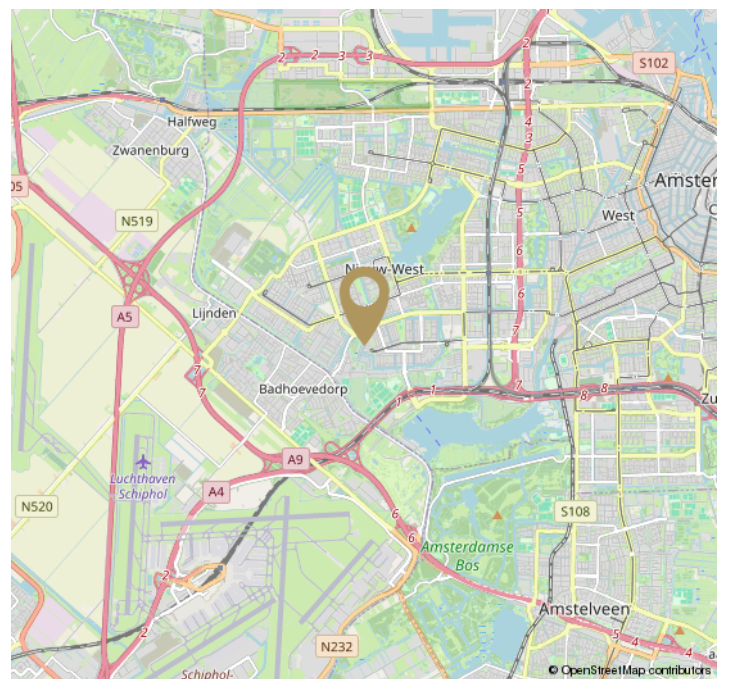 2
2
2
3
3
S102
2
4
3
Halfweg
Zwanenburg
5
05
Amster
N519
5
West
6
Nieuw-West
6
A5
Lijnden
7
7
7
Badhoevedorp
1
1
7
8
8
Zu
A9
Luchthaven
Schiphol
A4
N520
6
S108
6
Amsterdamse
Bos
2
Amstelveen
2
N232
5
4
4
Schiphol-
© OpenStreetMap contributors